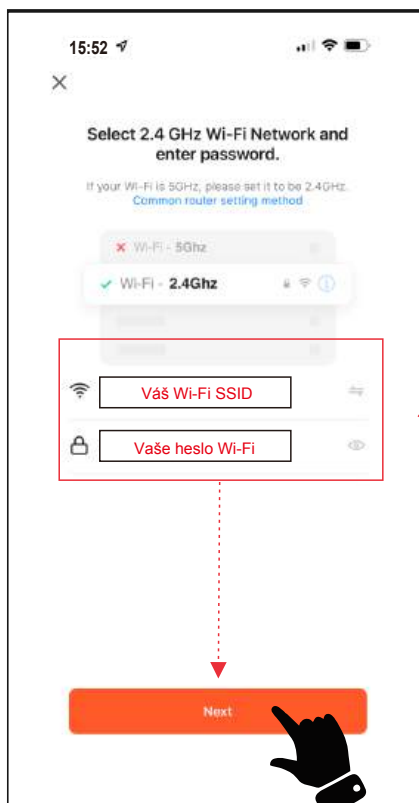 15:52
Select 2.4 GHz Wi-Fi Network and
enter password.
If your Wi-Fi is 5GHz, please set it to be 2.4GHz.
Common router setting method
Wi-Fi - 5Ghz
Wi-Fi - 2.4Ghz
Váš Wi-Fi SSID
Vaše heslo Wi-Fi
Next